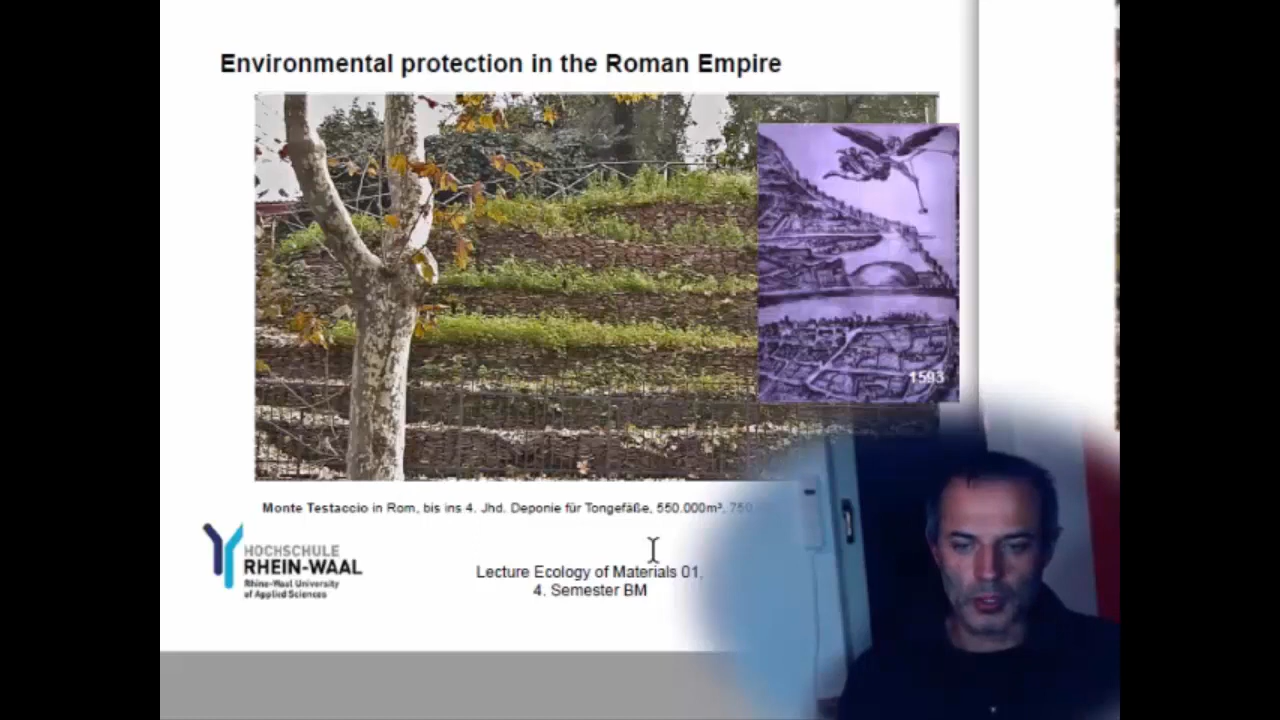 Environmental protection in the Roman Empire
1593
Monte Testaccio in Rom, bis ins 4. Jhd. Deponie für Tongefäße, 550.000m³, 750
HOCHSCHULE
RHEIN-WAAL
Rhine-Waal University
of Applied Sciences
Lecture Ecology of Materials 01,
4. Semester BM